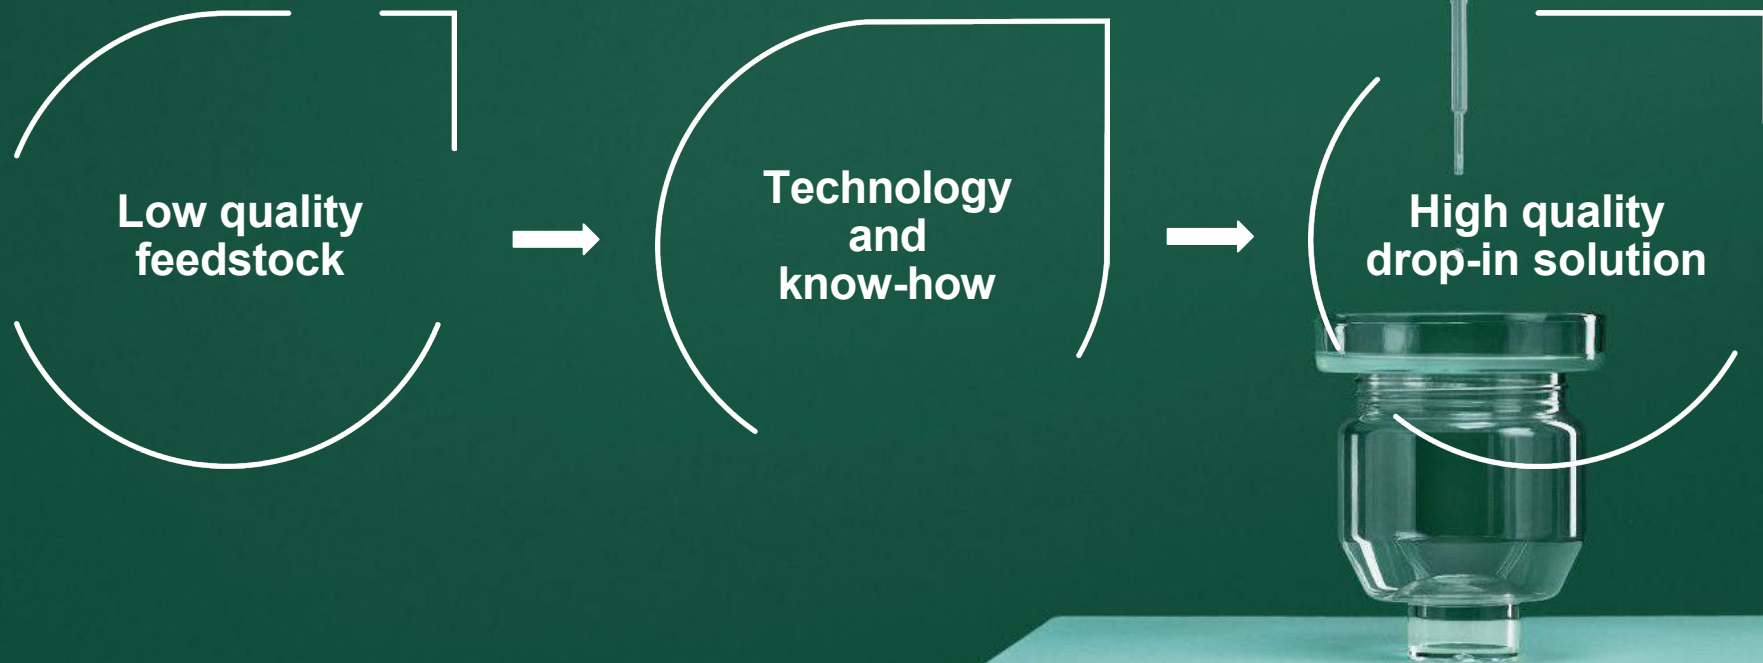 Low quality
feedstock
Technology
and
know-how
High quality
drop-in solution